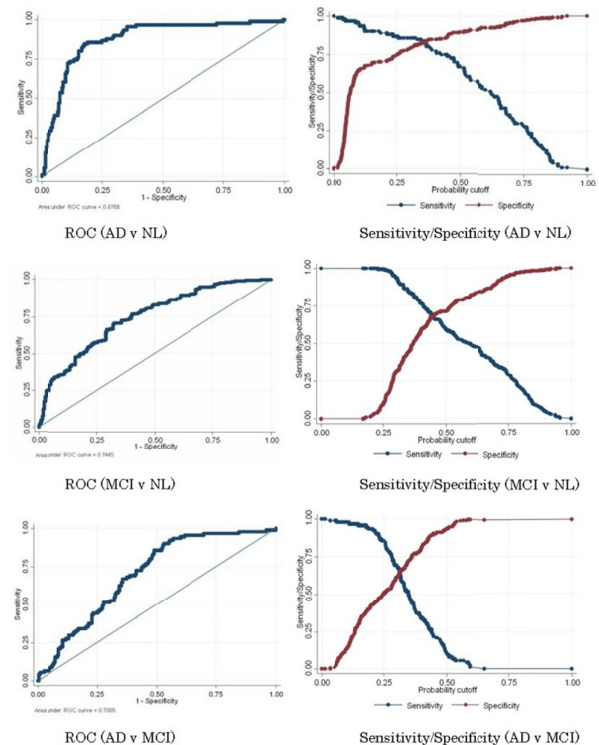 1.00
0.75
0.50
0.25
0.00
Sensitivity
0.00 0.25 0.50 0.75 1.00
1 - Specificity
Area under ROC curve =
ROC (AD v NL)
1.00
0.75
0.50
0.25
0.00
Sensitivity/Specificity
0.00 0.25 0.50 0.75 1.00
Probability cutoff
Sensitivity Specificity
Sensitivity/Specificity (AD v NL)
1.00
0.75
0.50
0.25
0.00
Sensitivity
0.00 0.50 0.75 1.00
1 - Specificity
Area under ROC curve = 0.7445
ROC (MCI v NL)
1.00
0.75
0.50
0.25
0.00
Sensitivity/Specificity
0.00 0.25 0.50 0.75 1.00
Probability cutoff
Sensitivity Specificity
Sensitivity/Specificity (MCI v NL)
1.00
0.75
0.50
0.25
0.00
Sensitivity
0.00 0.25 0.50 0.75 1.00
1 - Specificity
Area under ROC curve =
ROC (AD v MCI)
1.00
0.75
0.50
0.25
0.00
Sensitivity/Specificity
0.00 0.25 0.50 0.75 1.00
Probability cutoff
Sensitivity Specificity
Sensitivity/Specificity (AD v MCI)